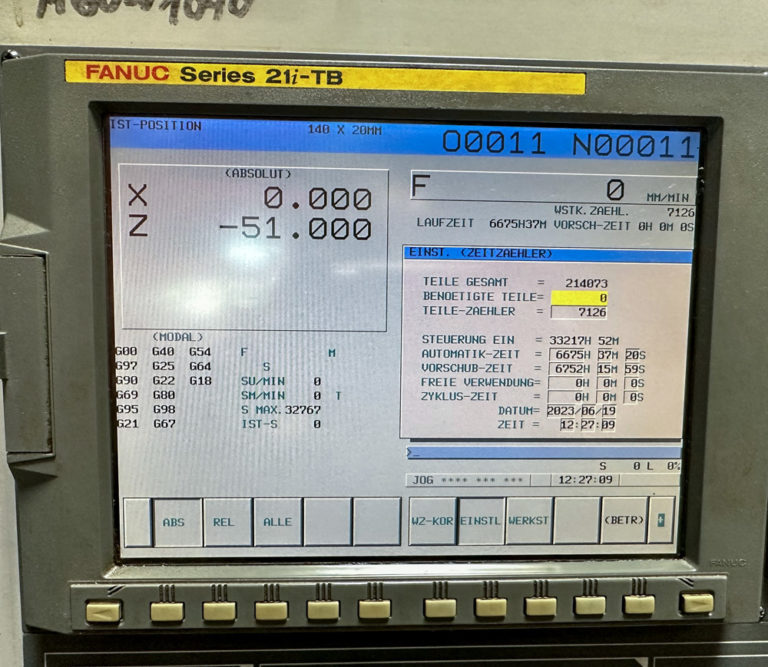 FANUC Series 21i-TB
IST-POSITION 140 X 20MM O0011 N00011
(ABSOLUT)
X 0.000
Z -51.000
F 0 MM/MIN
WSTK.ZAEHL. 7126
LAUFZEIT 6675H37M VORSCH-ZEIT 0H 0M 0S
EINST. (ZEITZAEHLER)
TEILE GESAMT = 214073
BENOETIGTE TEILE= 0
TEILE-ZAEHLER = 7126
STEUERUNG EIN = 33217H 52M
AUTOMATIK-ZEIT = 6675H 37M 20S
VORSCHUB-ZEIT = 6752H 15M 59S
FREIE VERWENDUNG= 0H 0M 0S
ZYKLUS-ZEIT = 0H 0M 0S
DATUM= 2023/06/19
ZEIT = 12:27:09
(MODAL)
G00 G40 G54 F M
G97 G25 G64 S
G90 G22 G18 SU/MIN 0
G69 G80 SM/MIN 0 T
G95 G98 S MAX. 32767
G21 G67 IST-S 0
>_
S 0 L 0%
JOG **** *** *** 12:27:09
ABS REL ALLE WZ-KOR EINSTL WERKST (BETR)
FANUC